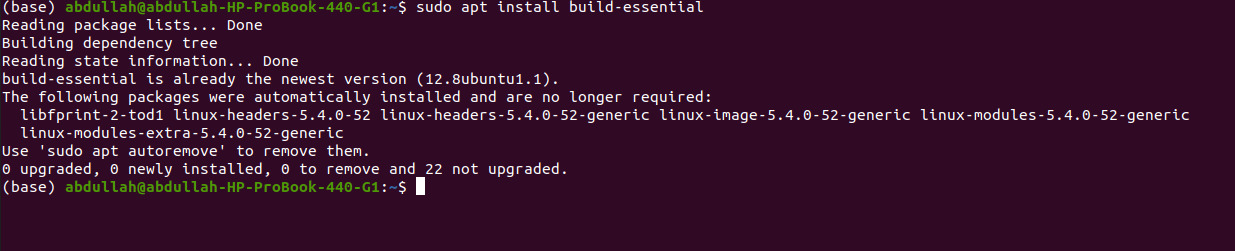 (base) abdullah@abdullah-HP-ProBook-440-G1:~$ sudo apt install build-essential
Reading package lists... Done
Building dependency tree
Reading state information... Done
build-essential is already the newest version (12.8ubuntu1.1).
The following packages were automatically installed and are no longer required:
  libfprint-2-tod1 linux-headers-5.4.0-52 linux-headers-5.4.0-52-generic linux-image-5.4.0-52-generic linux-modules-5.4.0-52-generic
  linux-modules-extra-5.4.0-52-generic
Use 'sudo apt autoremove' to remove them.
0 upgraded, 0 newly installed, 0 to remove and 22 not upgraded.
(base) abdullah@abdullah-HP-ProBook-440-G1:~$